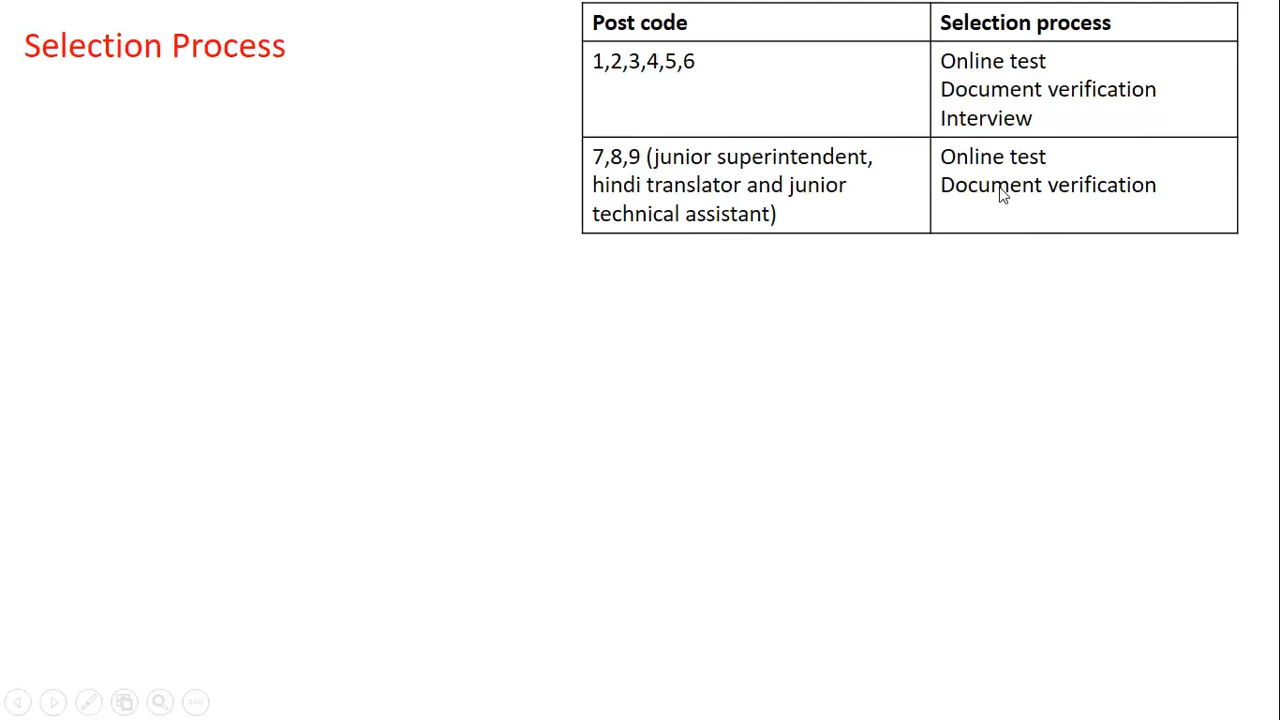 Selection Process
Post code
Selection process
1,2,3,4,5,6
Online test
Document verification
Interview
7,8,9 (junior superintendent,
hindi translator and junior
technical assistant)
Online test
Document verification